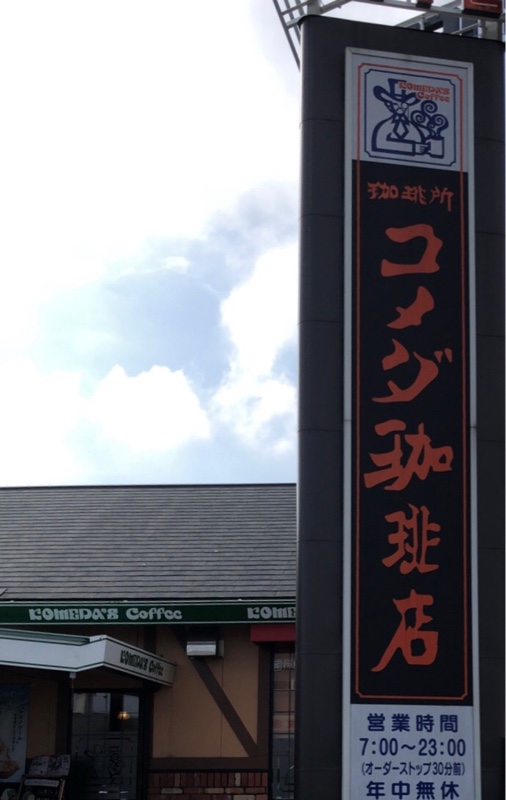 KOMEDA'S
Coffee
珈琲所
コメダ珈琲店
営業時間
7:00～23:00
(オーダーストップ30分前)
年中無休
KOMEDA'S Coffee
KOMEDA'S Coffee
KOME